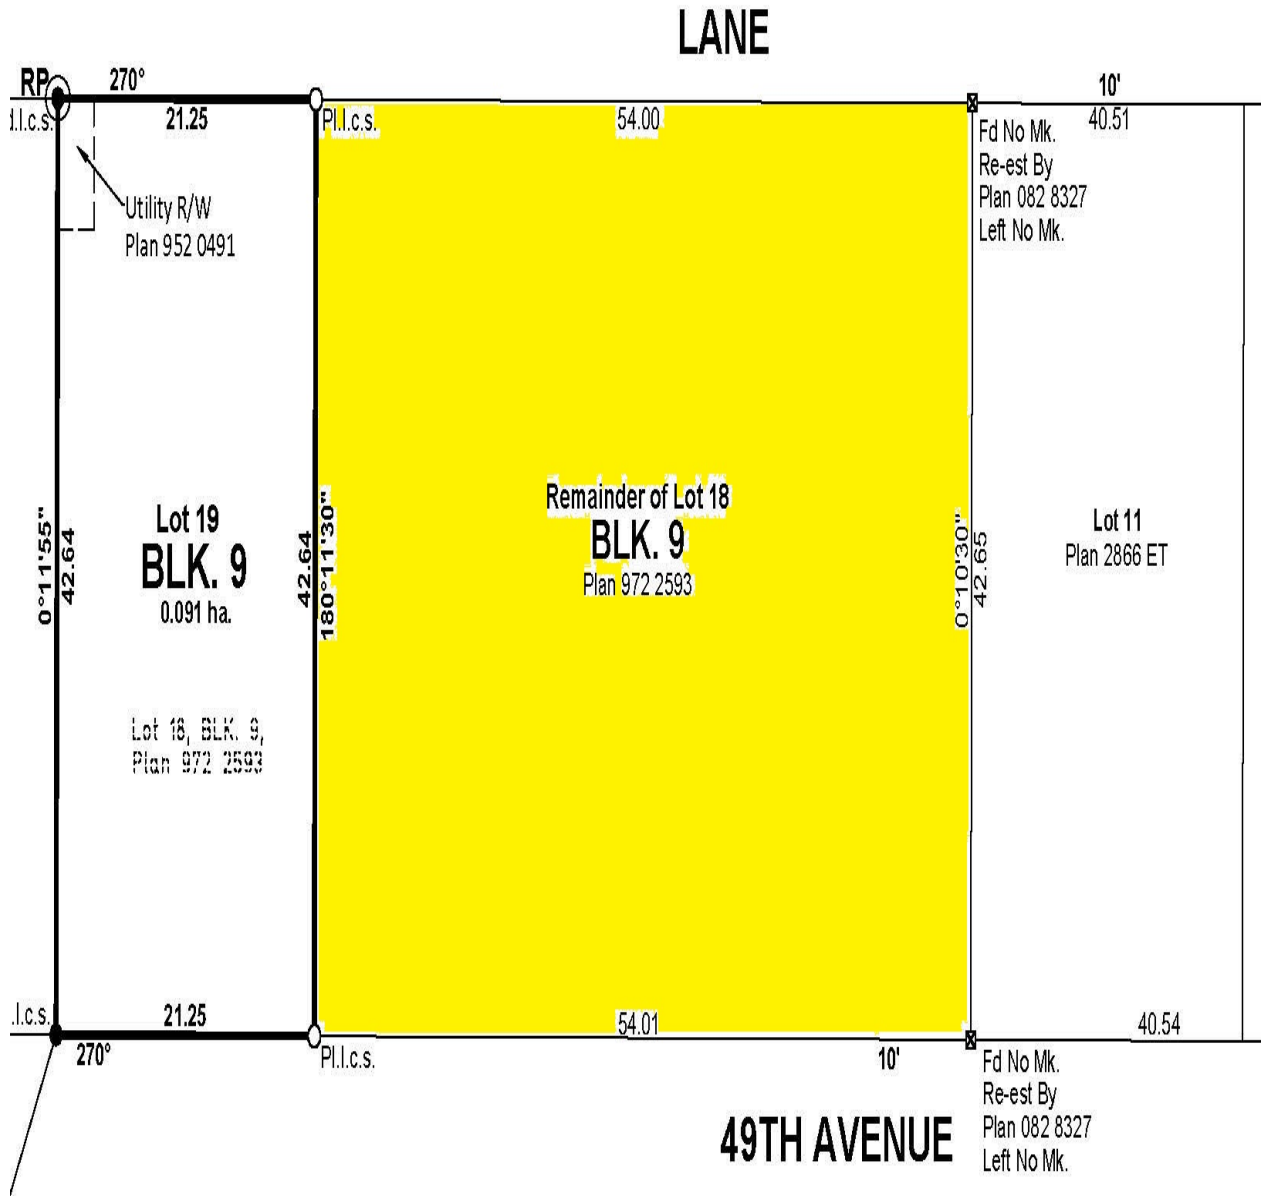 LANE
RP
270°
10'
21.25
Pl.I.c.s.
54.00
40.51
Fd No Mk.
Re-est By
Plan 082 8327
Left No Mk.
Utility R/W
Plan 952 0491
0°11'55"
42.64
Lot 19
BLK. 9
0.091 ha.
42.64
180°11'30"
Remainder of Lot 18
BLK. 9
Plan 972 2593
0°10'30"
42.65
Lot 11
Plan 2866 ET
Lot 18, BLK. 9,
Plan 972 2593
.I.c.s.
21.25
54.01
40.54
270°
Pl.I.c.s.
10'
Fd No Mk.
Re-est By
Plan 082 8327
Left No Mk.
49TH AVENUE